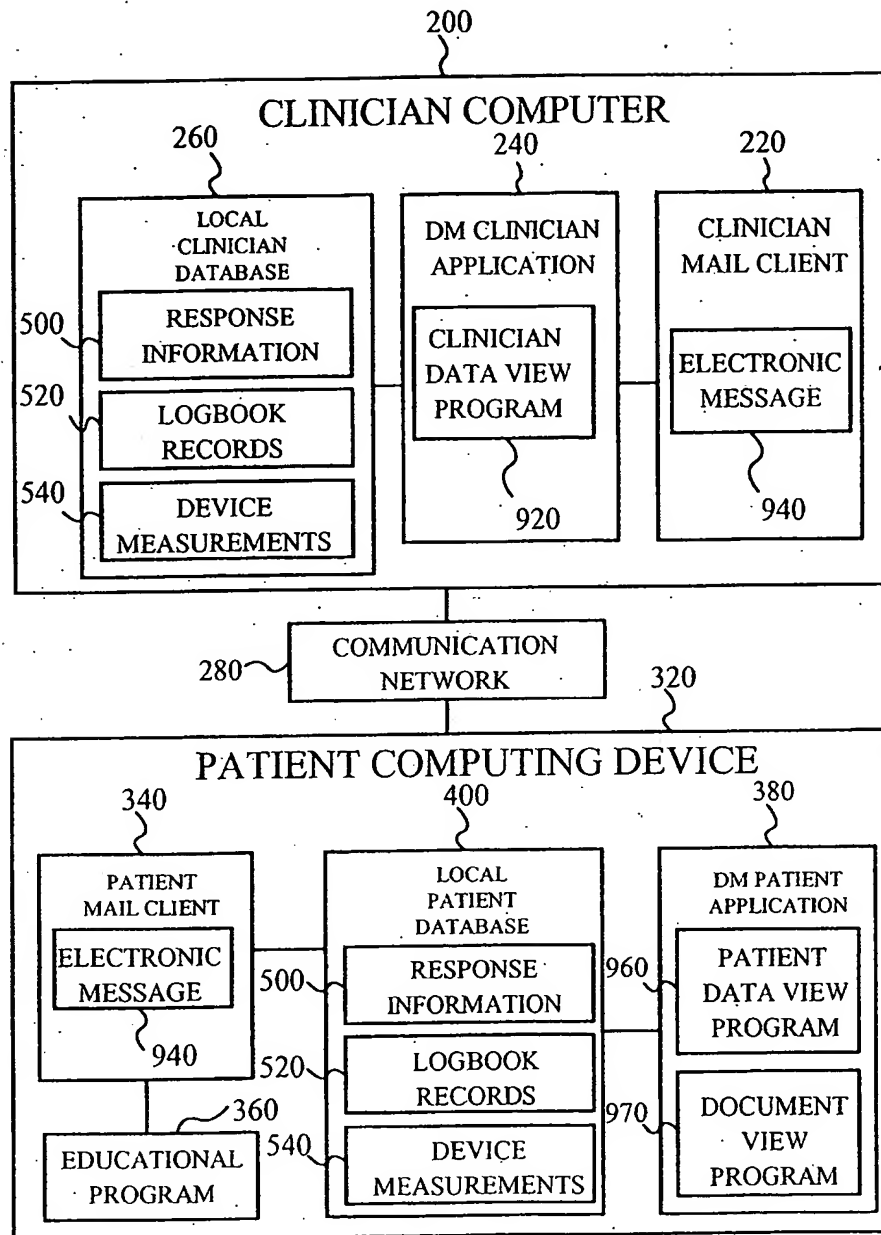 200
CLINICIAN COMPUTER
260
240
220
LOCAL
CLINICIAN
DATABASE
500
RESPONSE
INFORMATION
520
LOGBOOK
RECORDS
540
DEVICE
MEASUREMENTS
DM CLINICIAN
APPLICATION
CLINICIAN
DATA VIEW
PROGRAM
920
CLINICIAN
MAIL CLIENT
ELECTRONIC
MESSAGE
940
280
COMMUNICATION
NETWORK
320
PATIENT COMPUTING DEVICE
340
400
380
PATIENT
MAIL CLIENT
ELECTRONIC
MESSAGE
940
360
EDUCATIONAL
PROGRAM
LOCAL
PATIENT
DATABASE
500
RESPONSE
INFORMATION
520
LOGBOOK
RECORDS
540
DEVICE
MEASUREMENTS
DM PATIENT
APPLICATION
960
PATIENT
DATA VIEW
PROGRAM
970
DOCUMENT
VIEW
PROGRAM